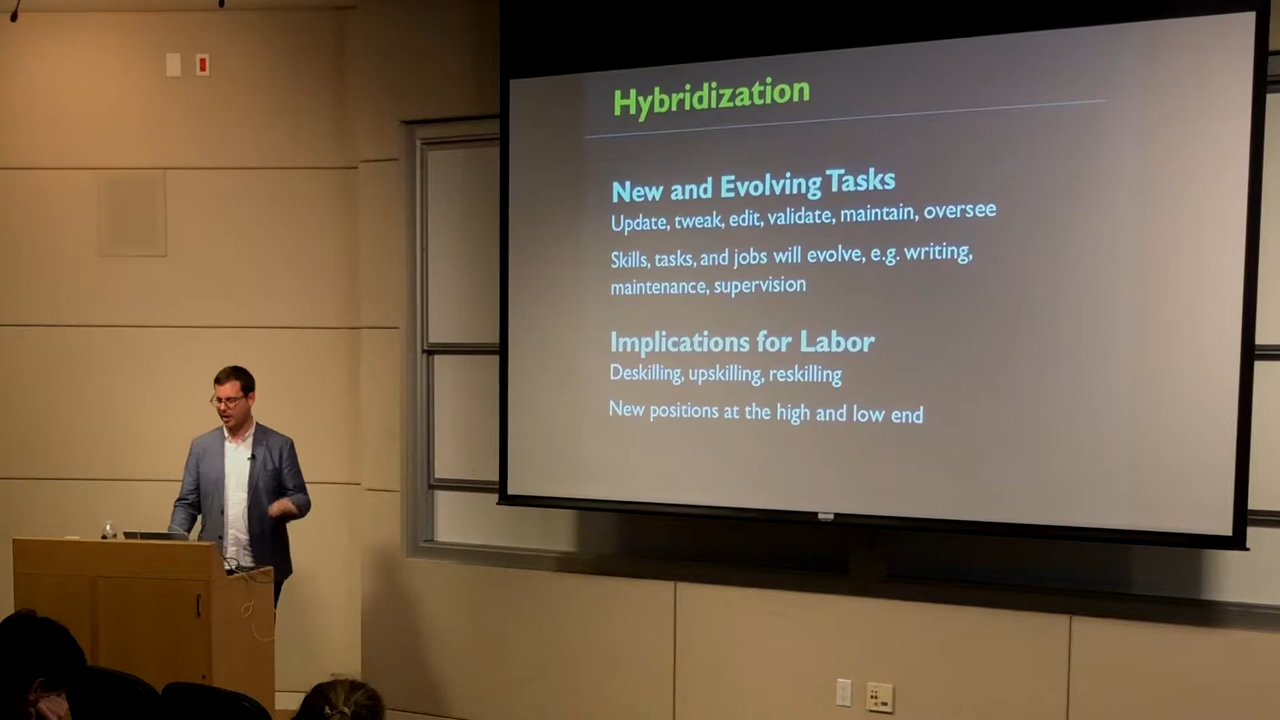 Hybridization
New and Evolving Tasks
Update, tweak, edit, validate, maintain, oversee
Skills, tasks, and jobs will evolve, e.g. writing,
maintenance, supervision
Implications for Labor
Deskilling, upskilling, reskilling
New positions at the high and low end